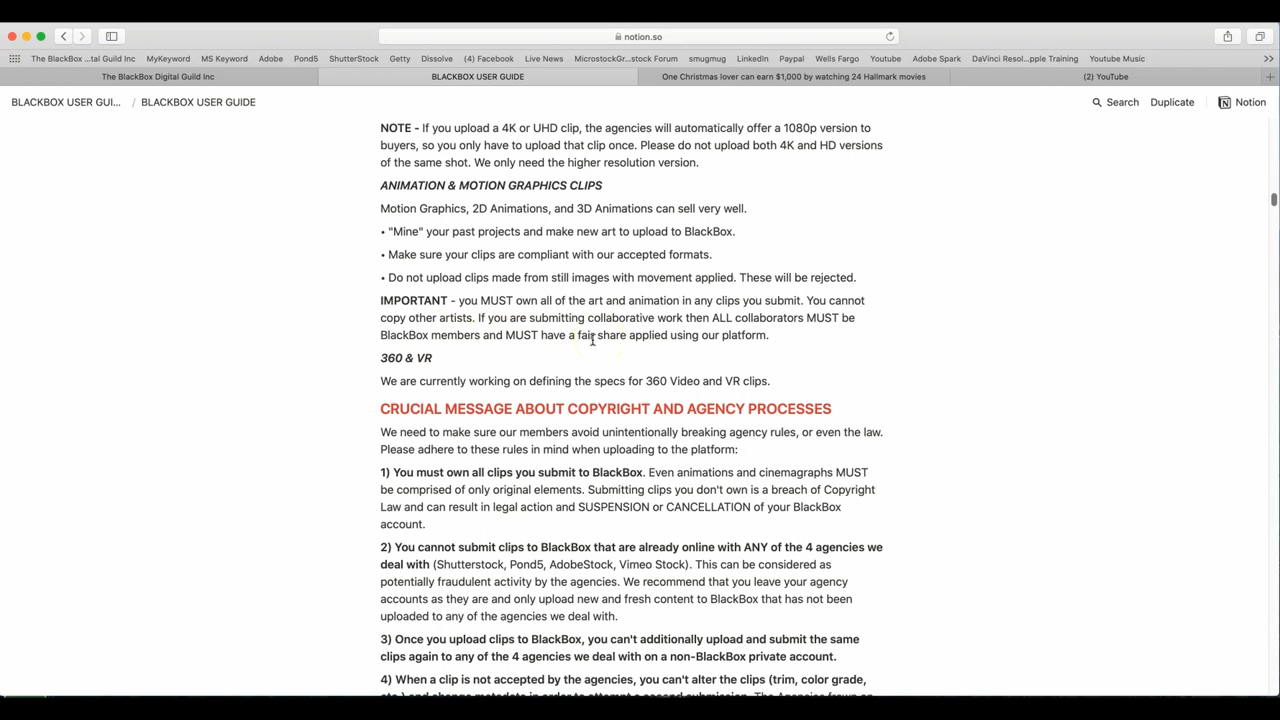 notion.so
The BlackBox ...tal Guild Inc MyKeyword MS Keyword Adobe Pond5 ShutterStock Getty Dissolve (4) Facebook Live News MicrostockGr...stock Forum smugmug LinkedIn Paypal Wells Fargo Youtube Adobe Spark DaVinci Resol...pple Training Youtube Music
The BlackBox Digital Guild Inc BLACKBOX USER GUIDE One Christmas lover can earn $1,000 by watching 24 Hallmark movies (2) YouTube
BLACKBOX USER GUI... / BLACKBOX USER GUIDE Search Duplicate Notion
NOTE - If you upload a 4K or UHD clip, the agencies will automatically offer a 1080p version to
buyers, so you only have to upload that clip once. Please do not upload both 4K and HD versions
of the same shot. We only need the higher resolution version.
ANIMATION & MOTION GRAPHICS CLIPS
Motion Graphics, 2D Animations, and 3D Animations can sell very well.
• "Mine" your past projects and make new art to upload to BlackBox.
• Make sure your clips are compliant with our accepted formats.
• Do not upload clips made from still images with movement applied. These will be rejected.
IMPORTANT - you MUST own all of the art and animation in any clips you submit. You cannot
copy other artists. If you are submitting collaborative work then ALL collaborators MUST be
BlackBox members and MUST have a fair share applied using our platform.
360 & VR
We are currently working on defining the specs for 360 Video and VR clips.
CRUCIAL MESSAGE ABOUT COPYRIGHT AND AGENCY PROCESSES
We need to make sure our members avoid unintentionally breaking agency rules, or even the law.
Please adhere to these rules in mind when uploading to the platform:
1) You must own all clips you submit to BlackBox. Even animations and cinemagraphs MUST
be comprised of only original elements. Submitting clips you don't own is a breach of Copyright
Law and can result in legal action and SUSPENSION or CANCELLATION of your BlackBox
account.
2) You cannot submit clips to BlackBox that are already online with ANY of the 4 agencies we
deal with (Shutterstock, Pond5, AdobeStock, Vimeo Stock). This can be considered as
potentially fraudulent activity by the agencies. We recommend that you leave your agency
accounts as they are and only upload new and fresh content to BlackBox that has not been
uploaded to any of the agencies we deal with.
3) Once you upload clips to BlackBox, you can't additionally upload and submit the same
clips again to any of the 4 agencies we deal with on a non-BlackBox private account.
4) When a clip is not accepted by the agencies, you can't alter the clips (trim, color grade,
etc.) and change metadata in order to attempt a second submission. The Agencies frown on